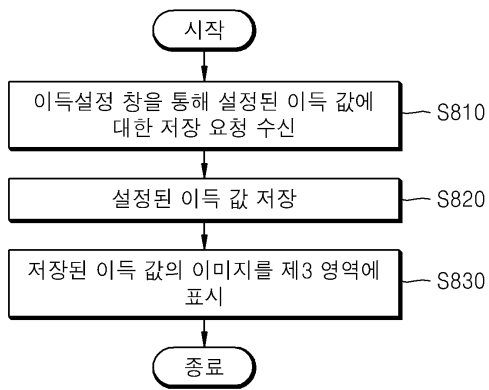 시작
이득설정 창을 통해 설정된 이득 값에
대한 저장 요청 수신
S810
설정된 이득 값 저장
S820
저장된 이득 값의 이미지를 제3 영역에
표시
S830
종료